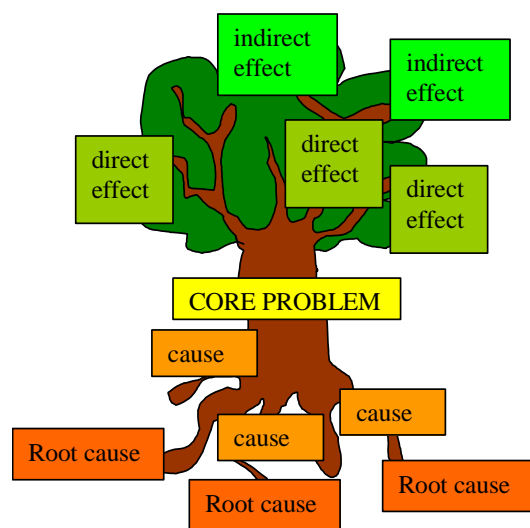 indirect
effect
indirect
effect
direct
effect
direct
effect
direct
effect
CORE PROBLEM
cause
cause
cause
Root cause
Root cause
Root cause